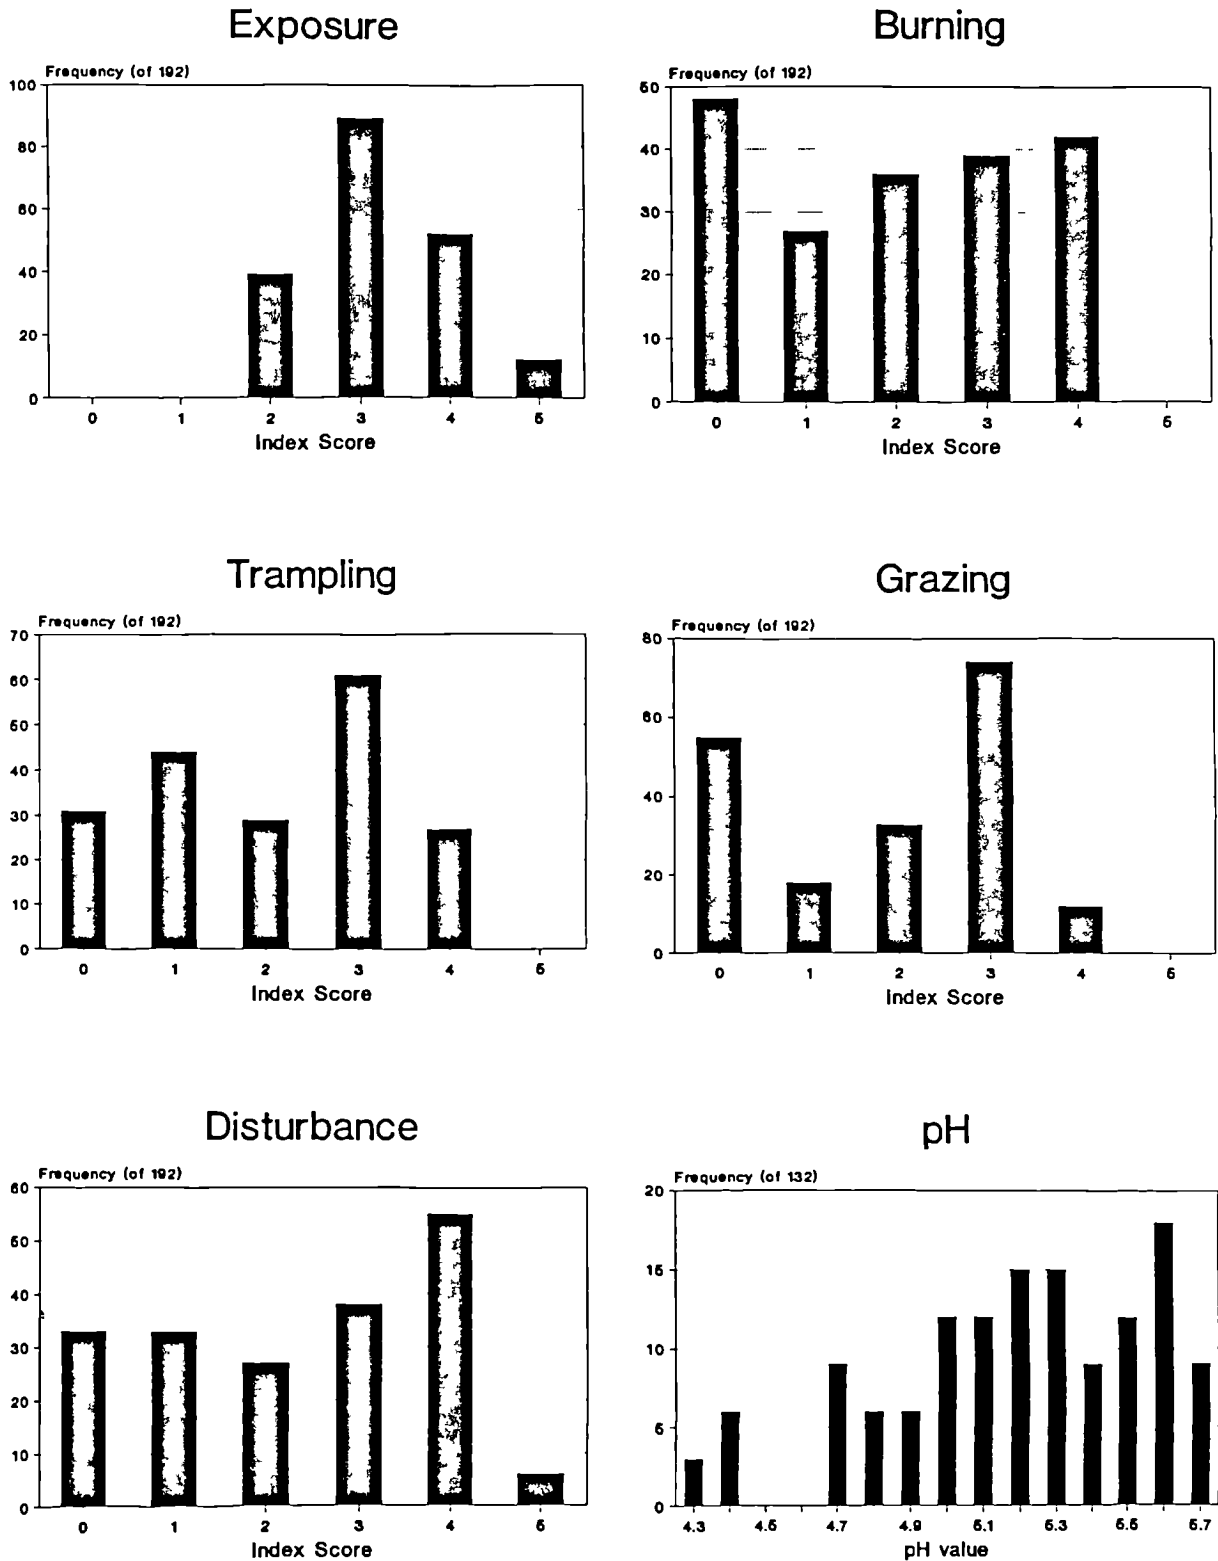 Exposure
Frequency (of 192)
100
80
60
40
20
0
0 1 2 3 4 5
Index Score
Burning
Frequency (of 192)
50
40
30
20
10
0
0 1 2 3 4 5
Index Score
Trampling
Frequency (of 192)
70
60
50
40
30
20
10
0
0 1 2 3 4 5
Index Score
Grazing
Frequency (of 192)
80
60
40
20
0
0 1 2 3 4 5
Index Score
Disturbance
Frequency (of 192)
60
50
40
30
20
10
0
0 1 2 3 4 5
Index Score
pH
Frequency (of 132)
20
15
10
5
0
4.3 4.5 4.7 4.9 5.1 5.3 5.5 5.7
pH value